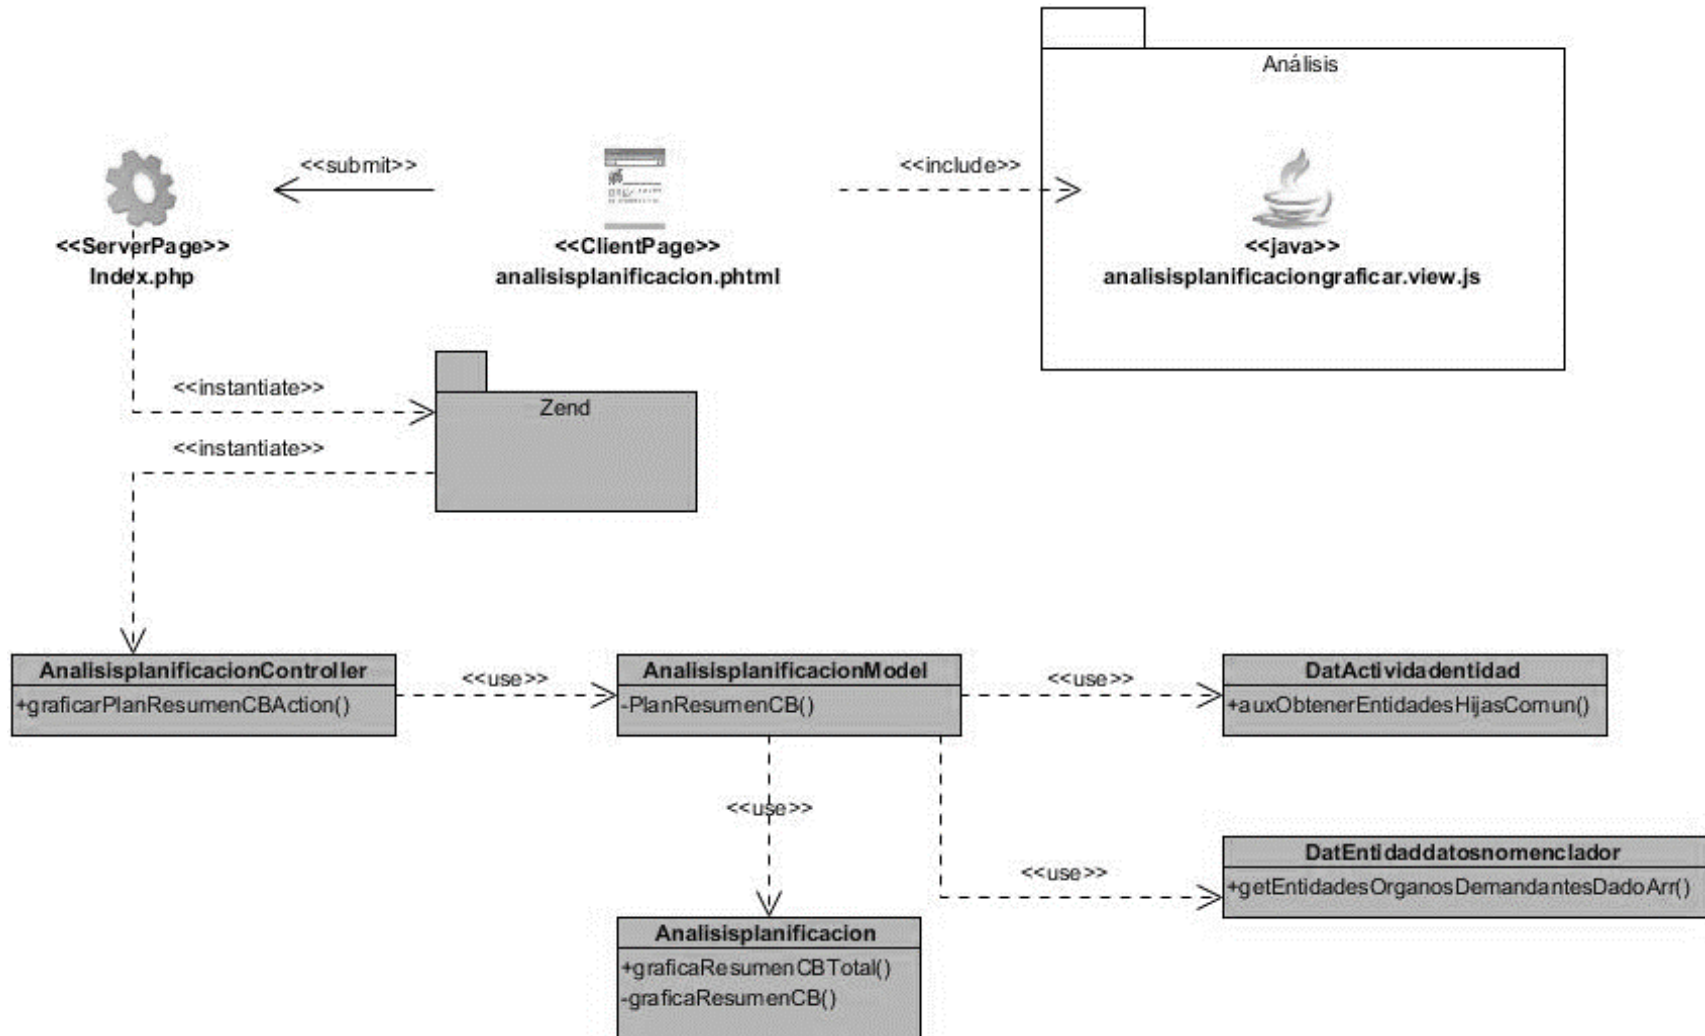 Análisis
<<submit>>
<<include>>
<<ServerPage>>
Index.php
<<ClientPage>>
analisisplanificacion.phtml
<<java>>
analisisplanificaciongraficar.view.js
<<instantiate>>
Zend
<<instantiate>>
AnalisisplanificacionController
+graficarPlanResumenCBAction()
<<use>>
AnalisisplanificacionModel
-PlanResumenCB()
<<use>>
DatActividadentidad
+auxObtenerEntidadesHijasComun()
<<use>>
<<use>>
DatEntidaddatosnomenclador
+getEntidadesOrganosDemandantesDadoArr()
Analisisplanificacion
+graficaResumenCBTotal()
-graficaResumenCB()